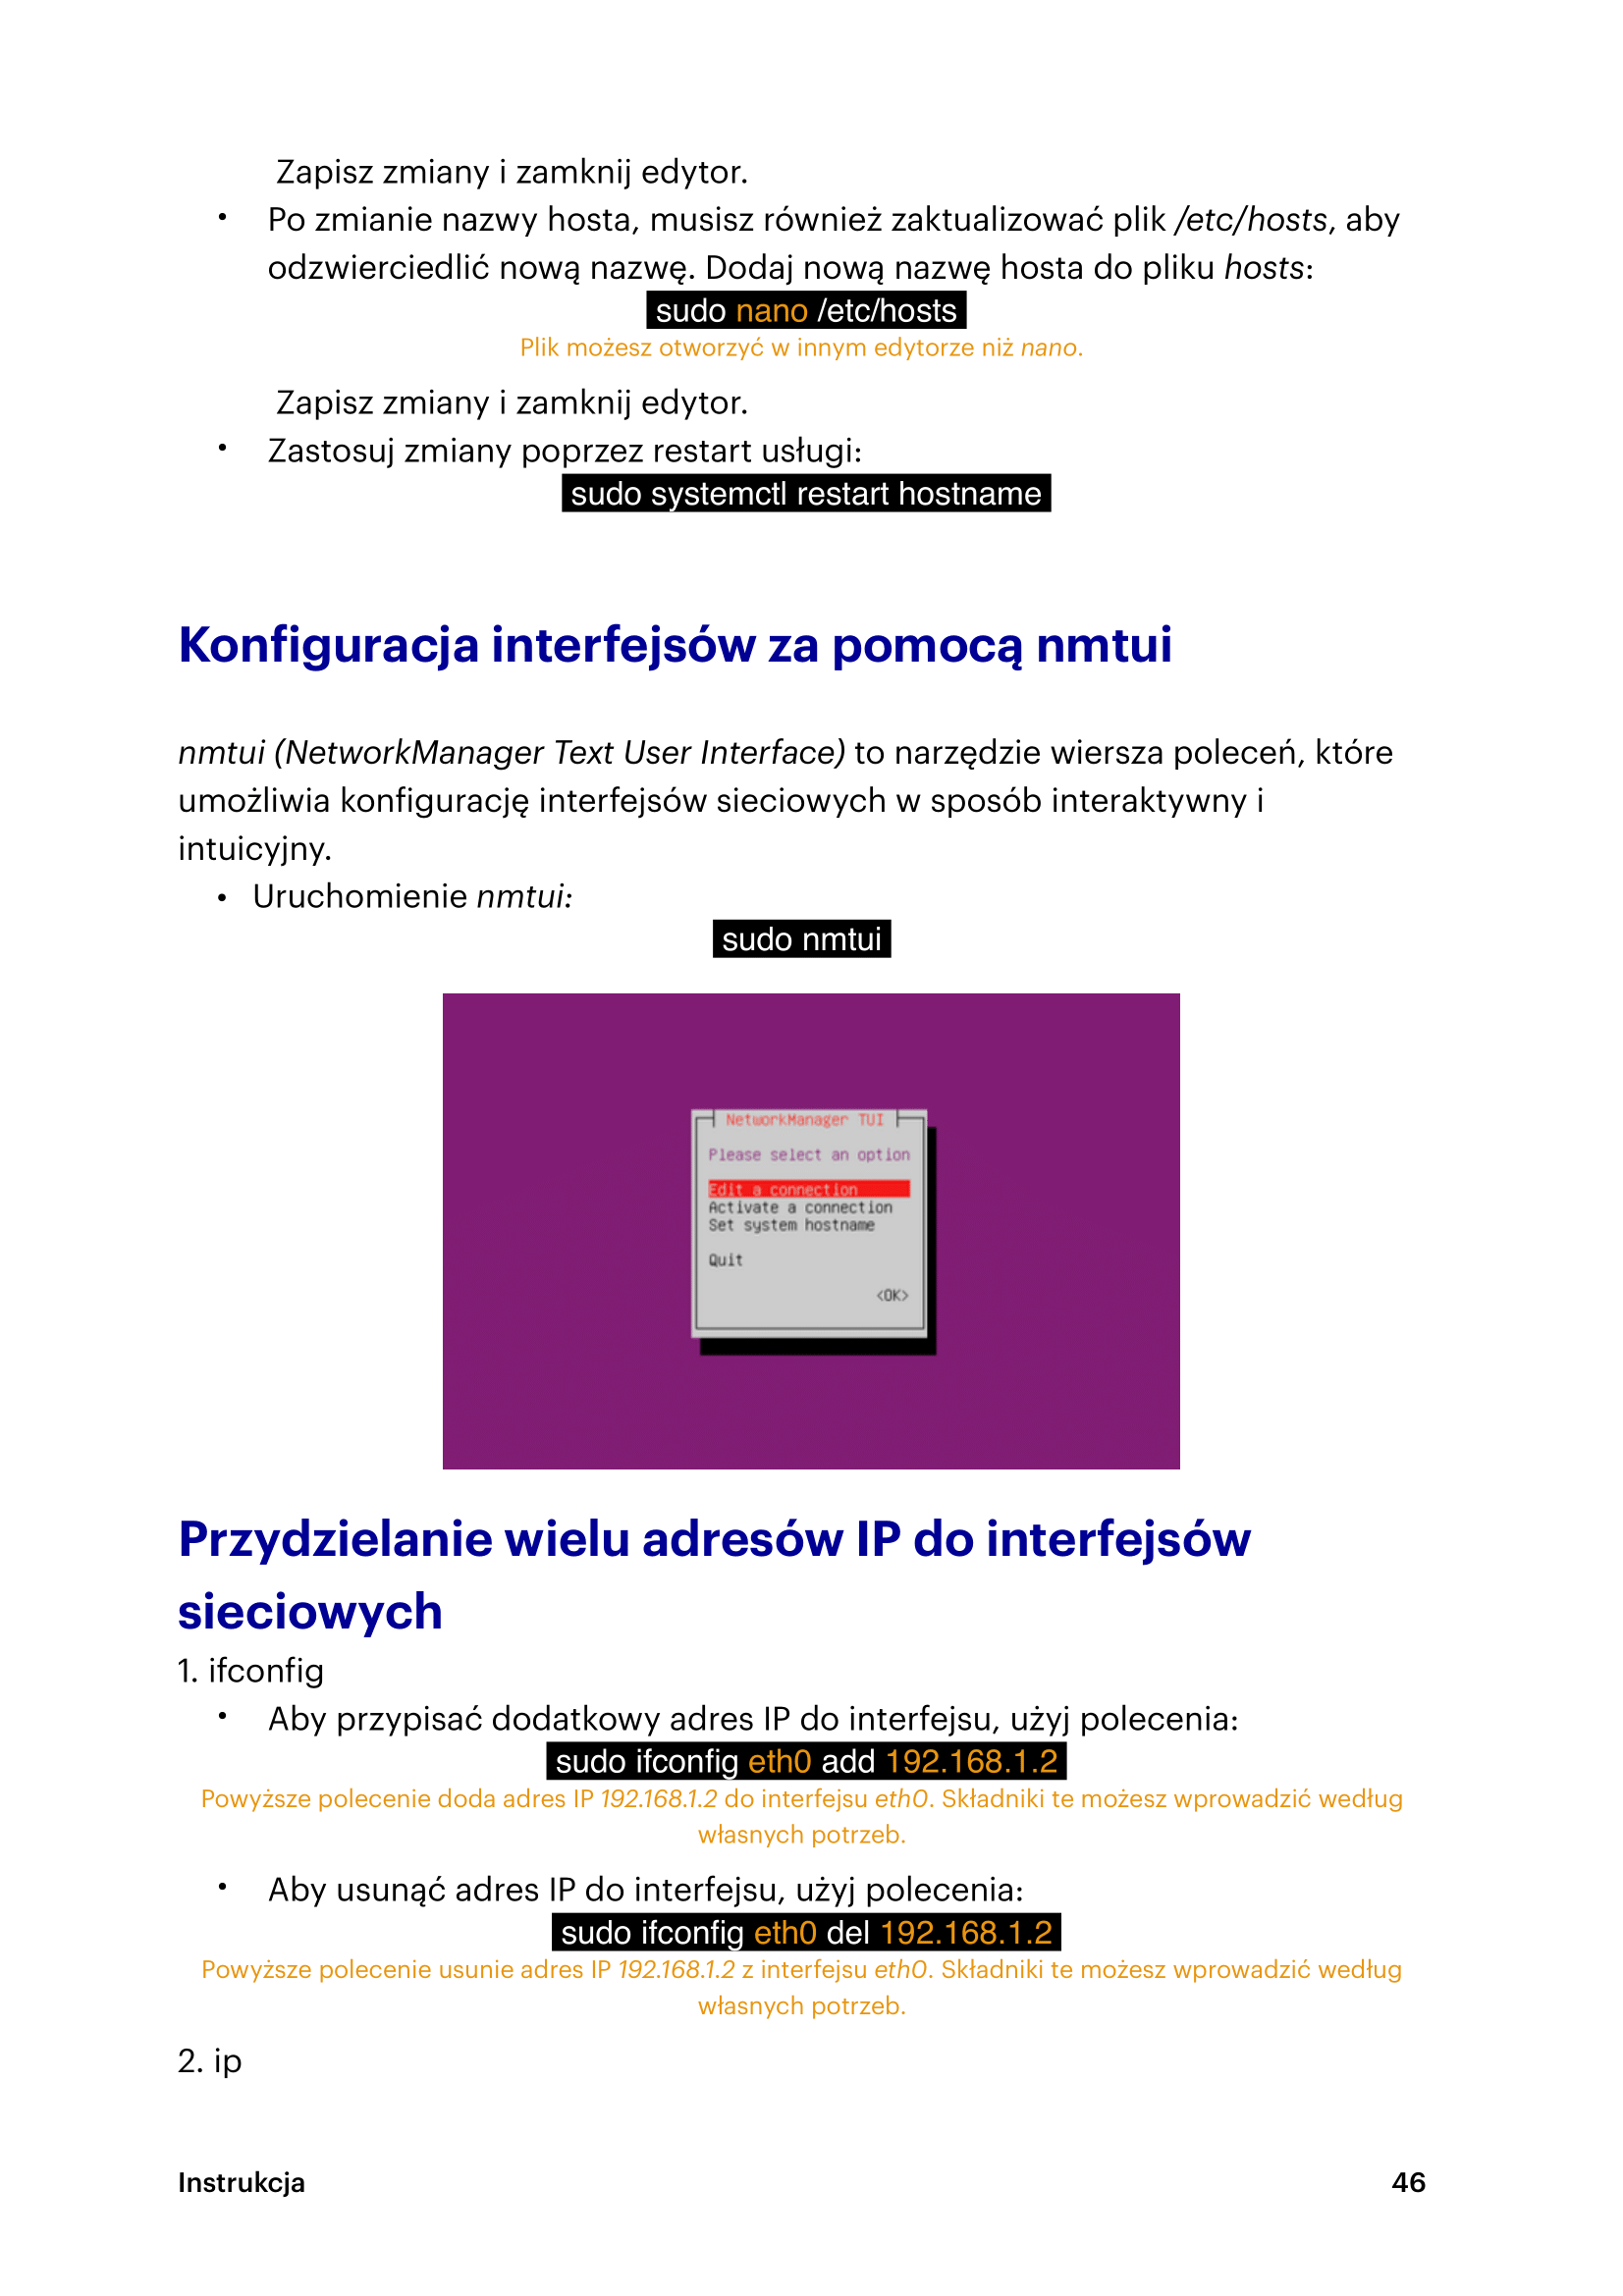 Zapisz zmiany i zamknij edytor.
• Po zmianie nazwy hosta, musisz również zaktualizować plik /etc/hosts, aby
odzwierciedlić nową nazwę. Dodaj nową nazwę hosta do pliku hosts:
sudo nano /etc/hosts
Plik możesz otworzyć w innym edytorze niż nano.
Zapisz zmiany i zamknij edytor.
• Zastosuj zmiany poprzez restart usługi:
sudo systemctl restart hostname
Konfiguracja interfejsów za pomocą nmtui
nmtui (NetworkManager Text User Interface) to narzędzie wiersza poleceń, które
umożliwia konfigurację interfejsów sieciowych w sposób interaktywny i
intuicyjny.
• Uruchomienie nmtui:
sudo nmtui
NetworkManager TUI
Please select an option
Edit a connection
Activate a connection
Set system hostname
Quit
<OK>
Przydzielanie wielu adresów IP do interfejsów
sieciowych
1. ifconfig
• Aby przypisać dodatkowy adres IP do interfejsu, użyj polecenia:
sudo ifconfig eth0 add 192.168.1.2
Powyższe polecenie doda adres IP 192.168.1.2 do interfejsu eth0. Składniki te możesz wprowadzić według
własnych potrzeb.
• Aby usunąć adres IP do interfejsu, użyj polecenia:
sudo ifconfig eth0 del 192.168.1.2
Powyższe polecenie usunie adres IP 192.168.1.2 z interfejsu eth0. Składniki te możesz wprowadzić według
własnych potrzeb.
2. ip
Instrukcja 46